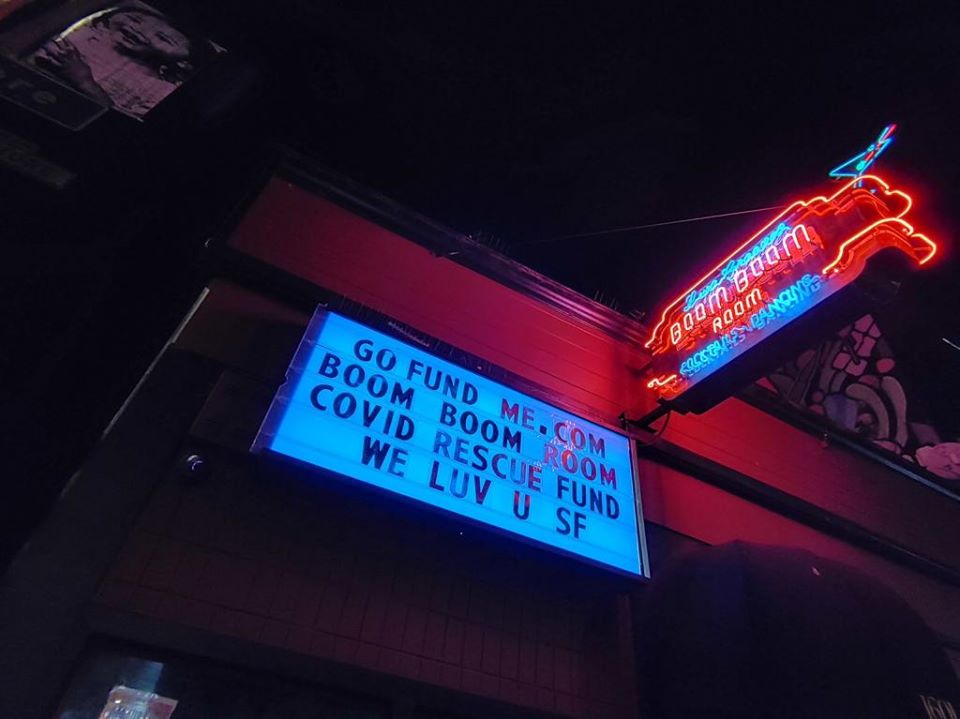 GO FUND ME.COM
BOOM BOOM ROOM
COVID RESCUE FUND
WE LUV U SF
BOOM BOOM
ROOM
COCKTAILS DANCING